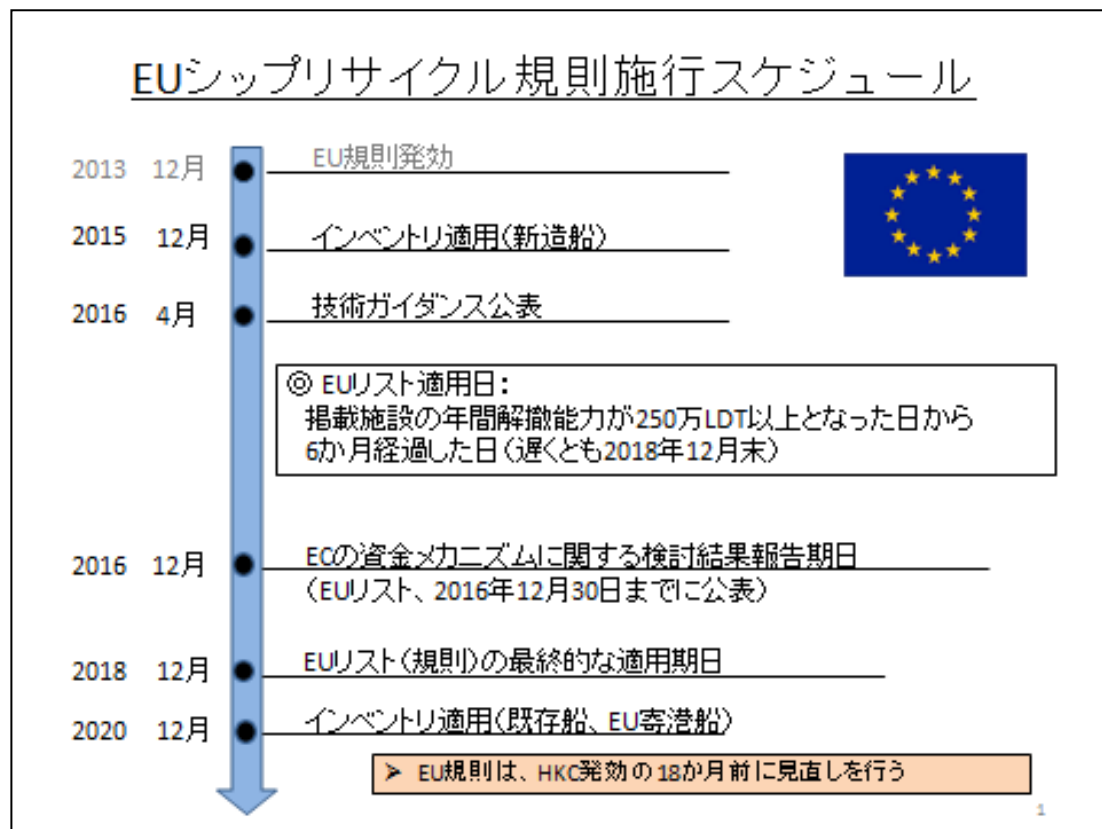 EUシップリサイクル規則施行スケジュール
2013 12月 EU規則発効
2015 12月 インベントリ適用(新造船)
2016 4月 技術ガイダンス公表
◎ EUリスト適用日:
掲載施設の年間解撤能力が250万LDT以上となった日から
6か月経過した日(遅くとも2018年12月末)
2016 12月 ECの資金メカニズムに関する検討結果報告期日
(EUリスト、2016年12月30日までに公表)
2018 12月 EUリスト(規則)の最終的な適用期日
2020 12月 インベントリ適用(既存船、EU寄港船)
➢ EU規則は、HKC発効の18か月前に見直しを行う
1